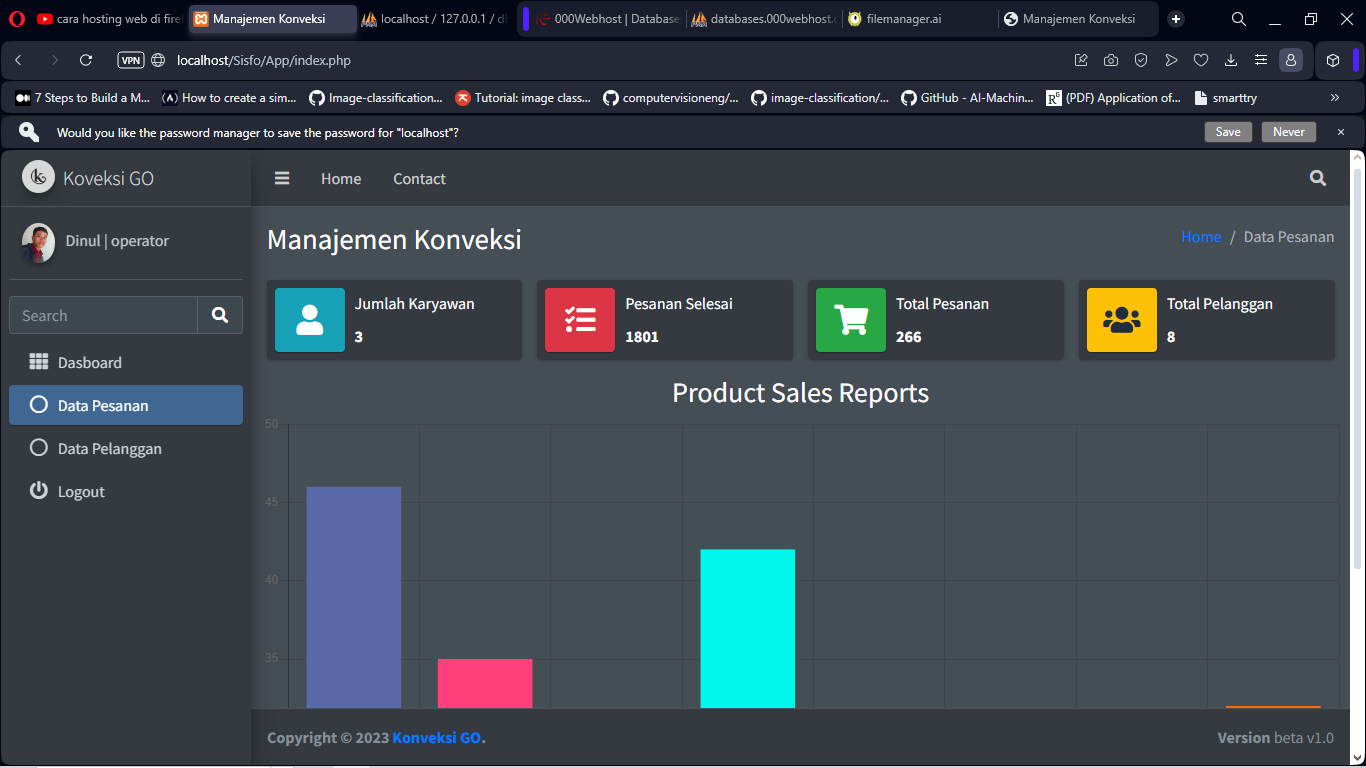 cara hosting web di fire
Manajemen Konveksi
localhost / 127.0.0.1 / d
000Webhost | Database
databases.000webhost.c
filemanager.ai
Manajemen Konveksi
VPN
localhost/Sisfo/App/index.php
7 Steps to Build a M...
How to create a sim...
Image-classification...
Tutorial: image class...
computervisioneng/...
image-classification/...
GitHub - AI-Machin...
(PDF) Application of...
smarttry
Would you like the password manager to save the password for "localhost"?
Save
Never
Koveksi GO
Home
Contact
Dinul | operator
Manajemen Konveksi
Home / Data Pesanan
Search
Dasboard
Data Pesanan
Data Pelanggan
Logout
Jumlah Karyawan
3
Pesanan Selesai
1801
Total Pesanan
266
Total Pelanggan
8
Product Sales Reports
50
45
40
35
Copyright © 2023 Konveksi GO.
Version beta v1.0